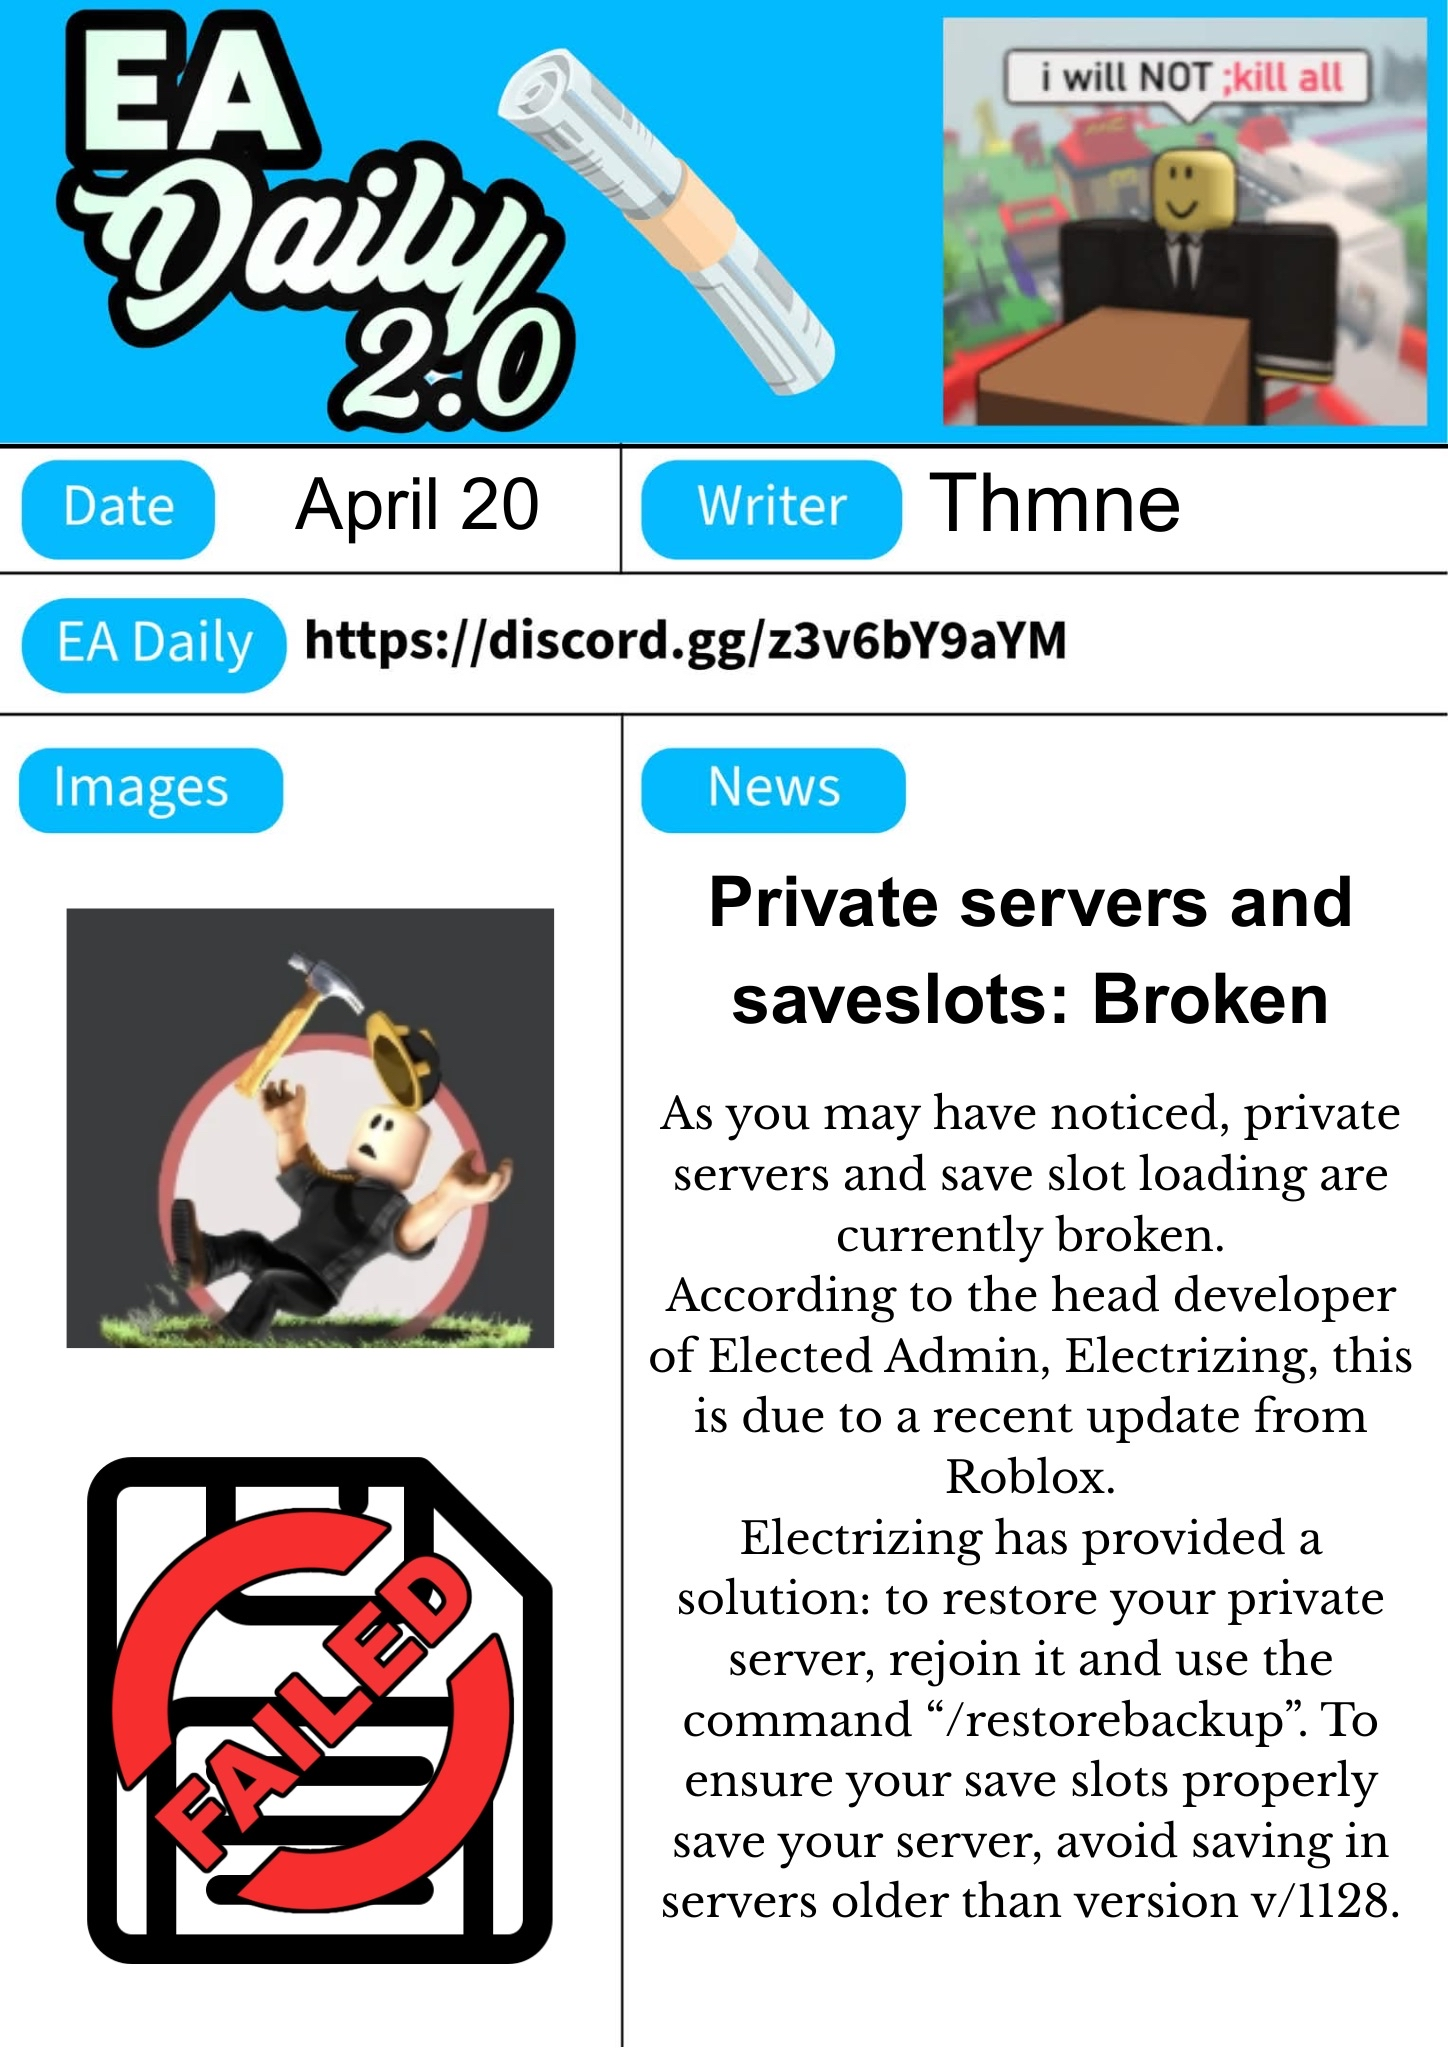 EA
Daily
2.0
i will NOT ;kill all
Date
April 20
Writer
Thmne
EA Daily
https://discord.gg/z3v6bY9aYM
Images
News
Private servers and
saveslots: Broken
As you may have noticed, private
servers and save slot loading are
currently broken.
According to the head developer
of Elected Admin, Electrizing, this
is due to a recent update from
Roblox.
Electrizing has provided a
solution: to restore your private
server, rejoin it and use the
command “/restorebackup”. To
ensure your save slots properly
save your server, avoid saving in
servers older than version v/1128.
FAILED